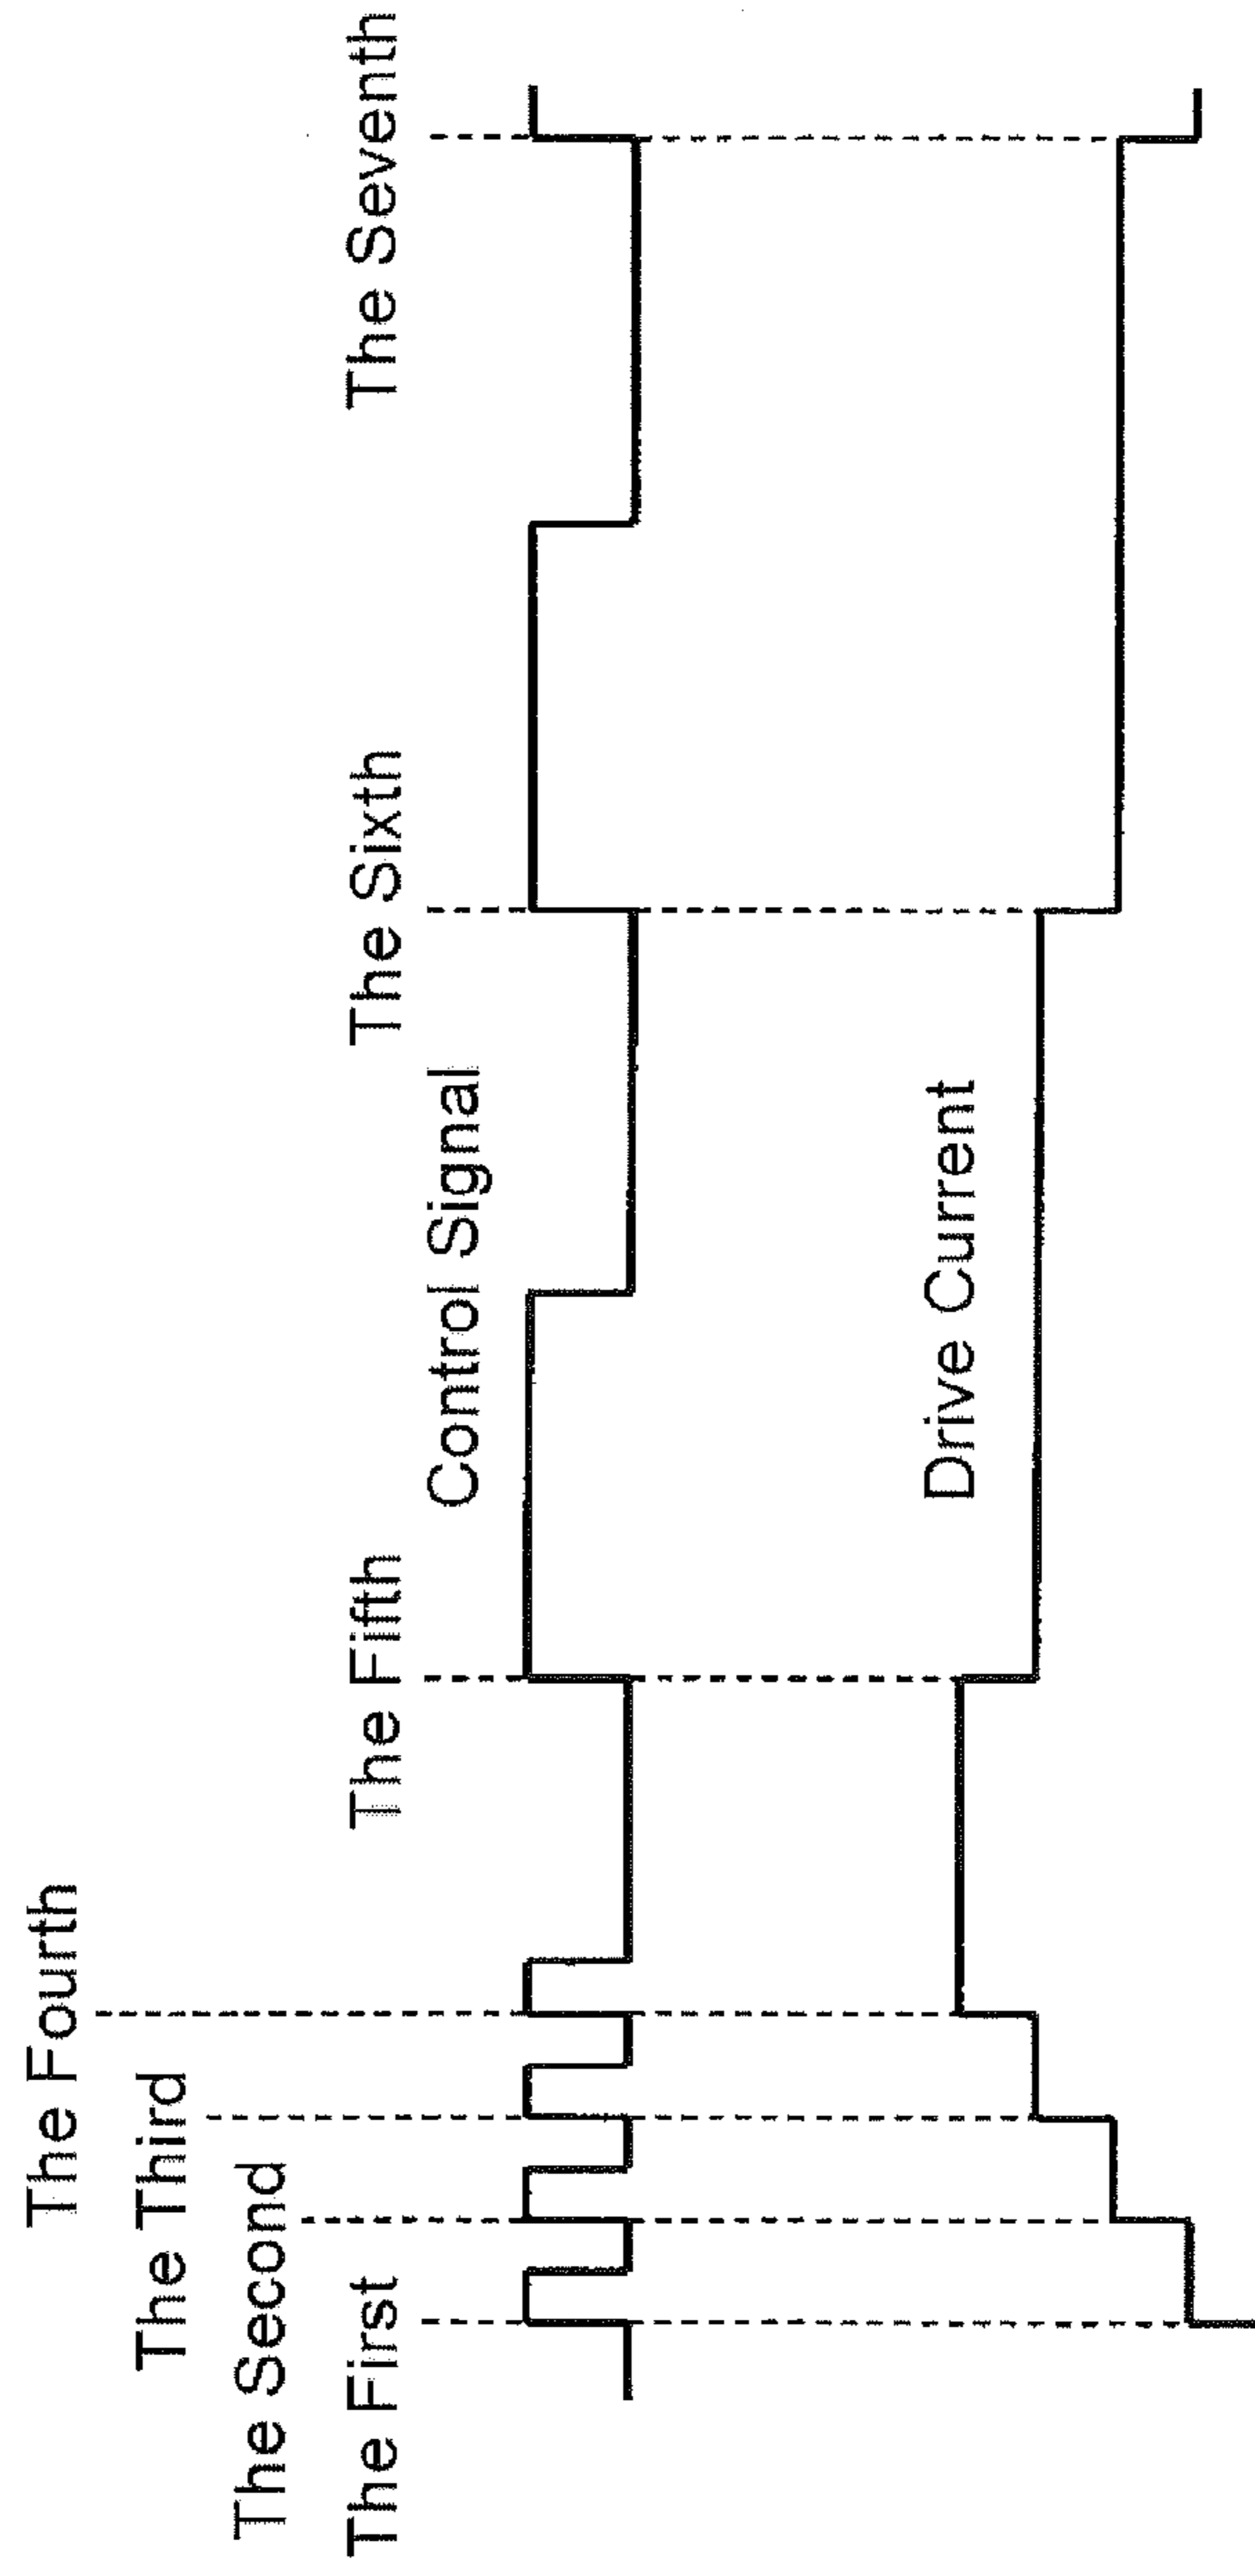 The Fourth
The Third
The Second
The First
The Fifth
The Sixth
The Seventh
Control Signal
Drive Current